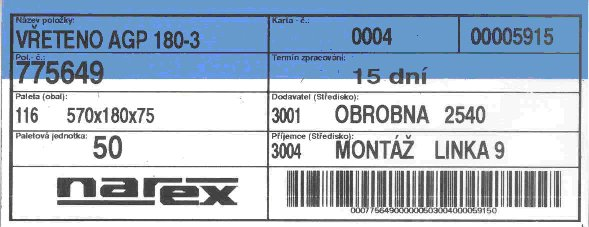 Název položky:
VŘETENO AGP 180-3
Karta - č.:
0004 00005915
Pol.- č.:
775649
Termín zpracování:
15 dní
Paleta (obal):
116 570x180x75
Dodavatel (Středisko):
3001 OBROBNA 2540
Paletová jednotka:
50
Příjemce (Středisko):
3004 MONTÁŽ LINKA 9
narex